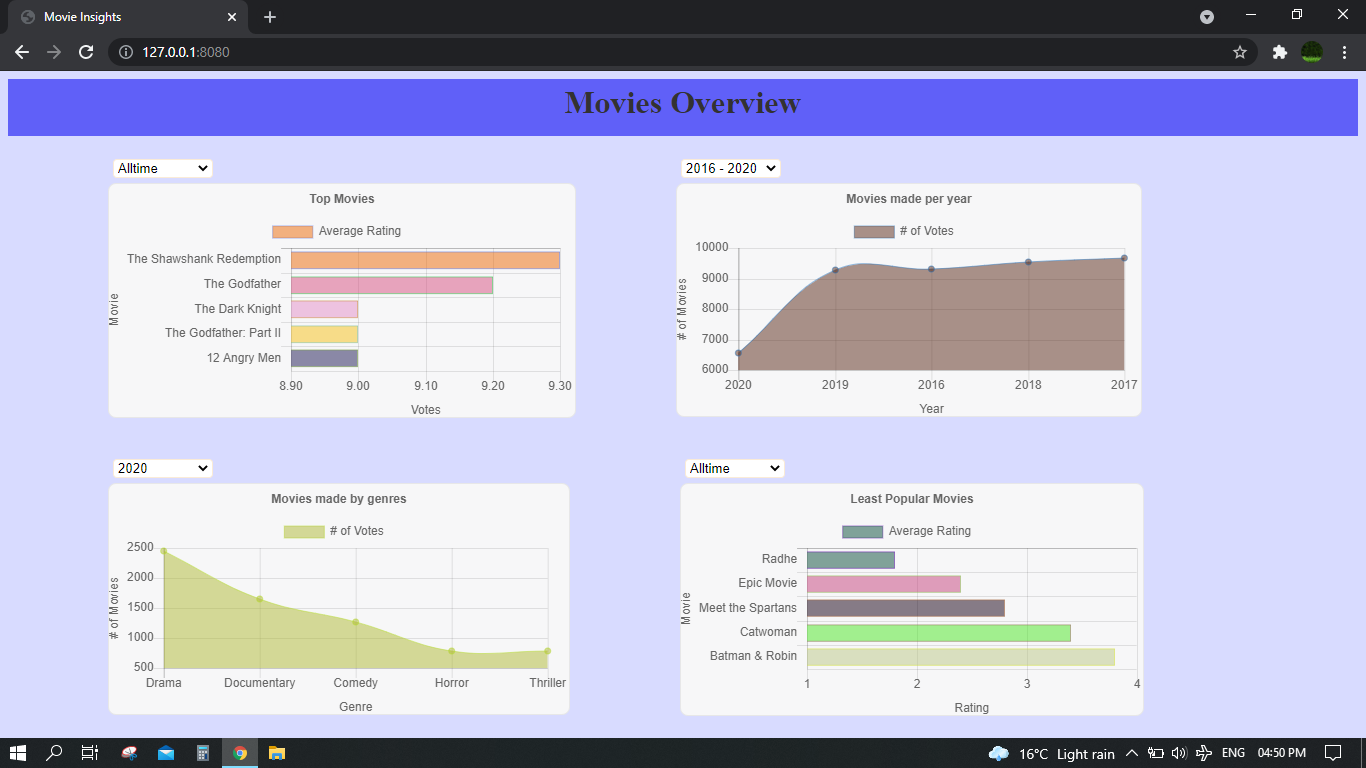 Movie Insights
127.0.0.1:8080
Movies Overview
Alltime
Top Movies
Average Rating
Movie
The Shawshank Redemption
The Godfather
The Dark Knight
The Godfather: Part II
12 Angry Men
8.90 9.00 9.10 9.20 9.30
Votes
2016 - 2020
Movies made per year
# of Votes
# of Movies
10000
9000
8000
7000
6000
2020 2019 2016 2018 2017
Year
2020
Movies made by genres
# of Votes
# of Movies
2500
2000
1500
1000
500
Drama Documentary Comedy Horror Thriller
Genre
Alltime
Least Popular Movies
Average Rating
Movie
Radhe
Epic Movie
Meet the Spartans
Catwoman
Batman & Robin
1 2 3 4
Rating
16°C Light rain ENG 04:50 PM